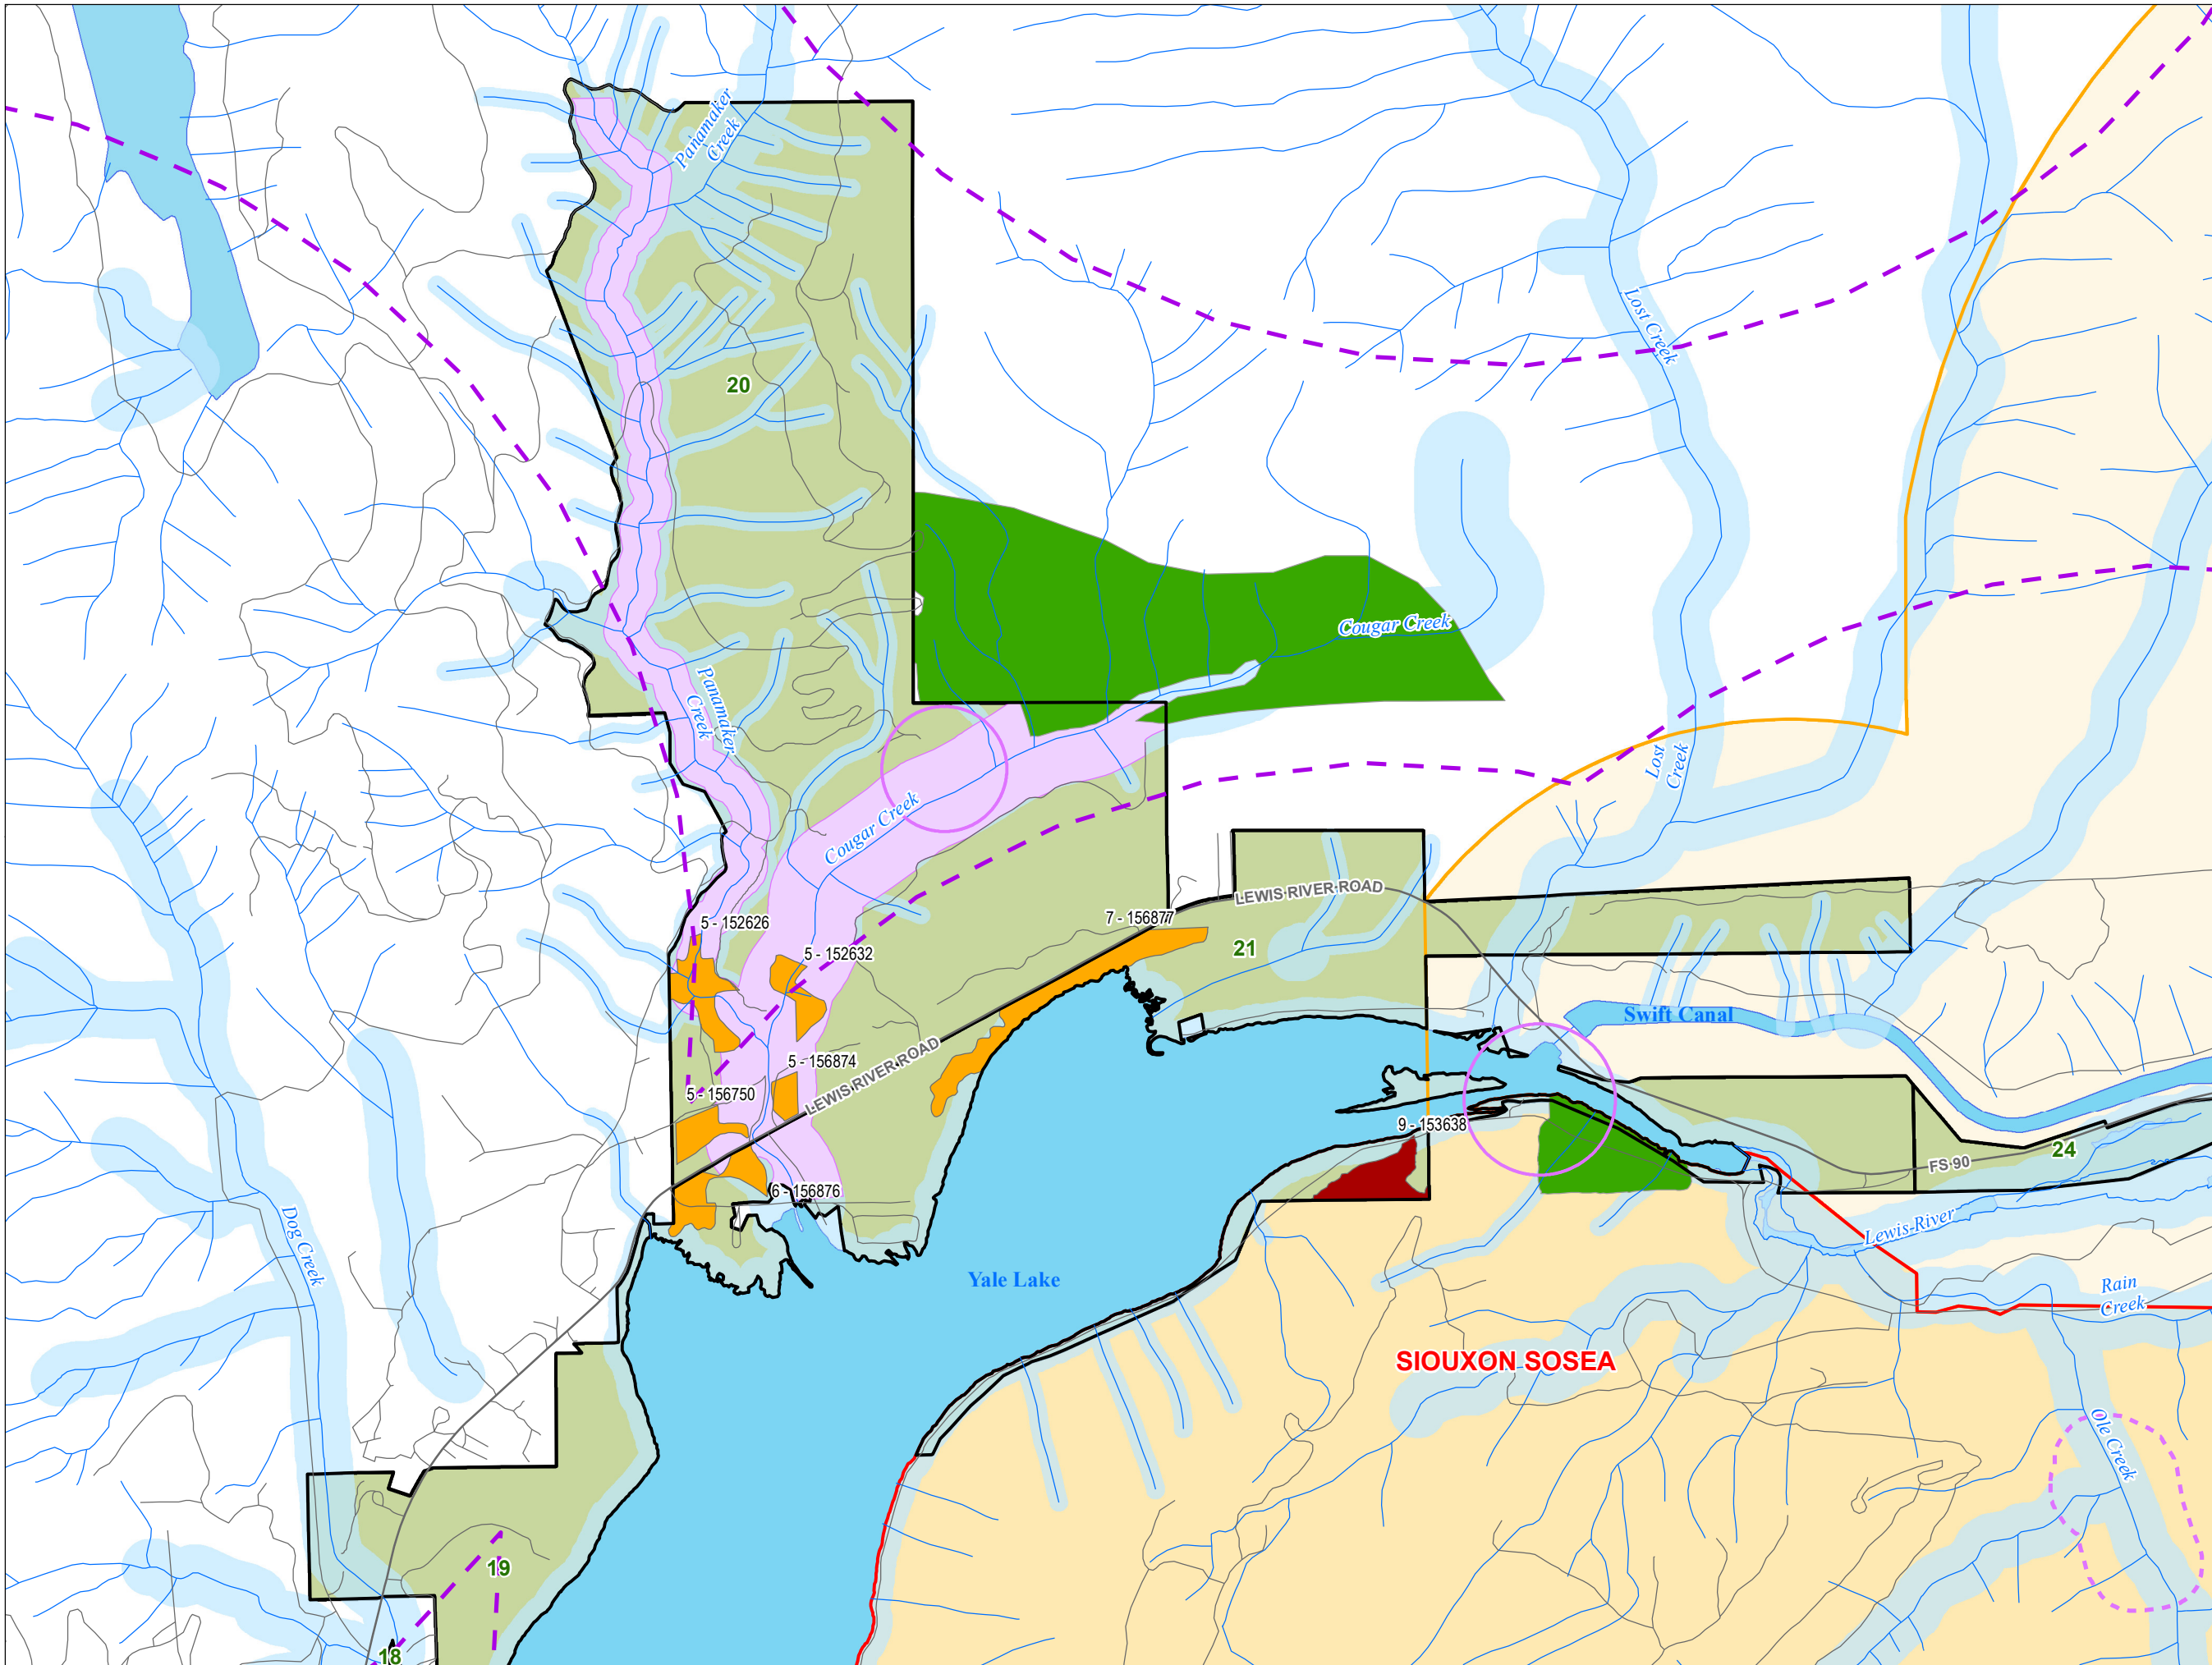 Panamaker
Creek
Lost Creek
20
Cougar Creek
Panamaker
Creek
Lost
Creek
Cougar Creek
LEWIS RIVER ROAD
5 - 152626
7 - 156877
21
5 - 152632
Swift Canal
5 - 156874
LEWIS RIVER ROAD
5 - 156750
9 - 153638
24
FS 90
6 - 156876
Lewis River
Dog Creek
Yale Lake
Rain
Creek
SIOUXON SOSEA
Ole Creek
19
18